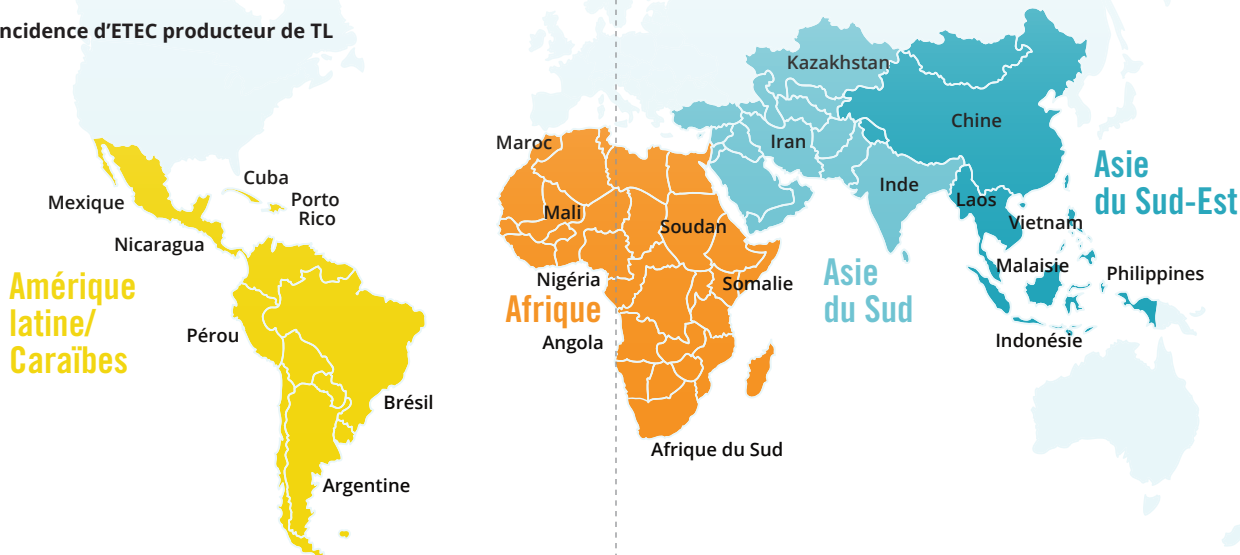 ncidence d’ETEC producteur de TL
Kazakhstan
Chine
Maroc
Iran
Asie
du Sud-Est
Cuba
Inde
Mexique
Porto
Rico
Mali
Laos
Soudan
Vietnam
Nicaragua
Malaisie
Philippines
Nigéria
Somalie
Asie
du Sud
Amérique
latine/
Caraïbes
Afrique
Pérou
Angola
Indonésie
Brésil
Afrique du Sud
Argentine